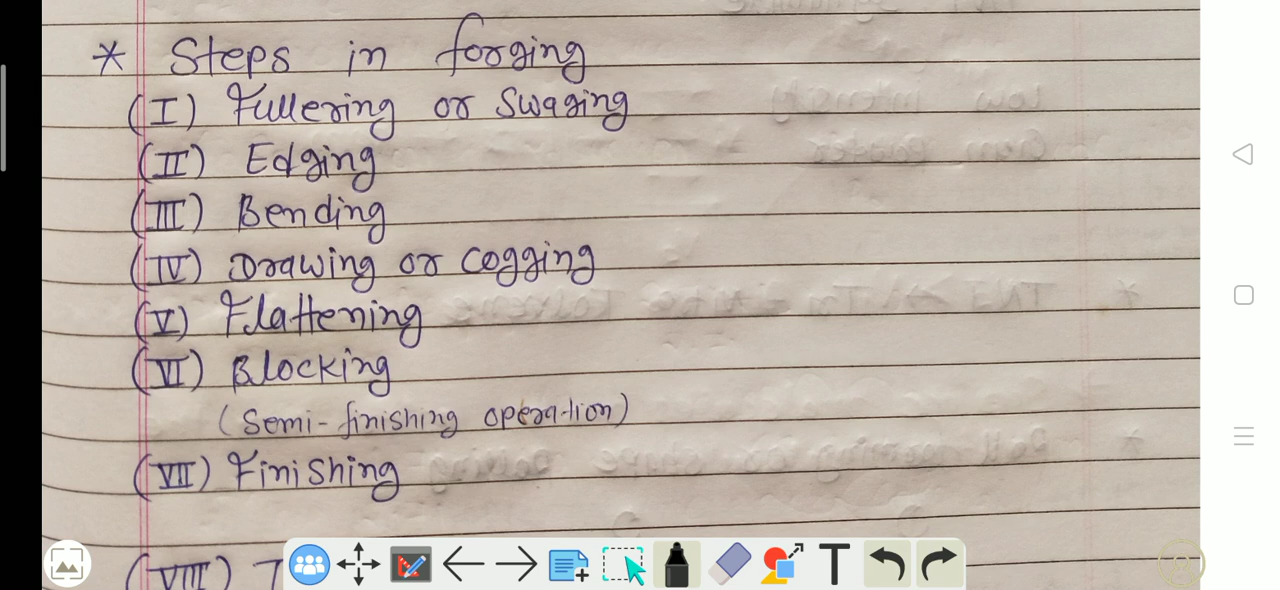 * Steps in forging
(I) Fullering or Swaging
(II) Edging
(III) Bending
(IV) Drawing or Cogging
(V) Flattening
(VI) Blocking
(Semi-finishing operation)
(VII) Finishing
(VIII) T